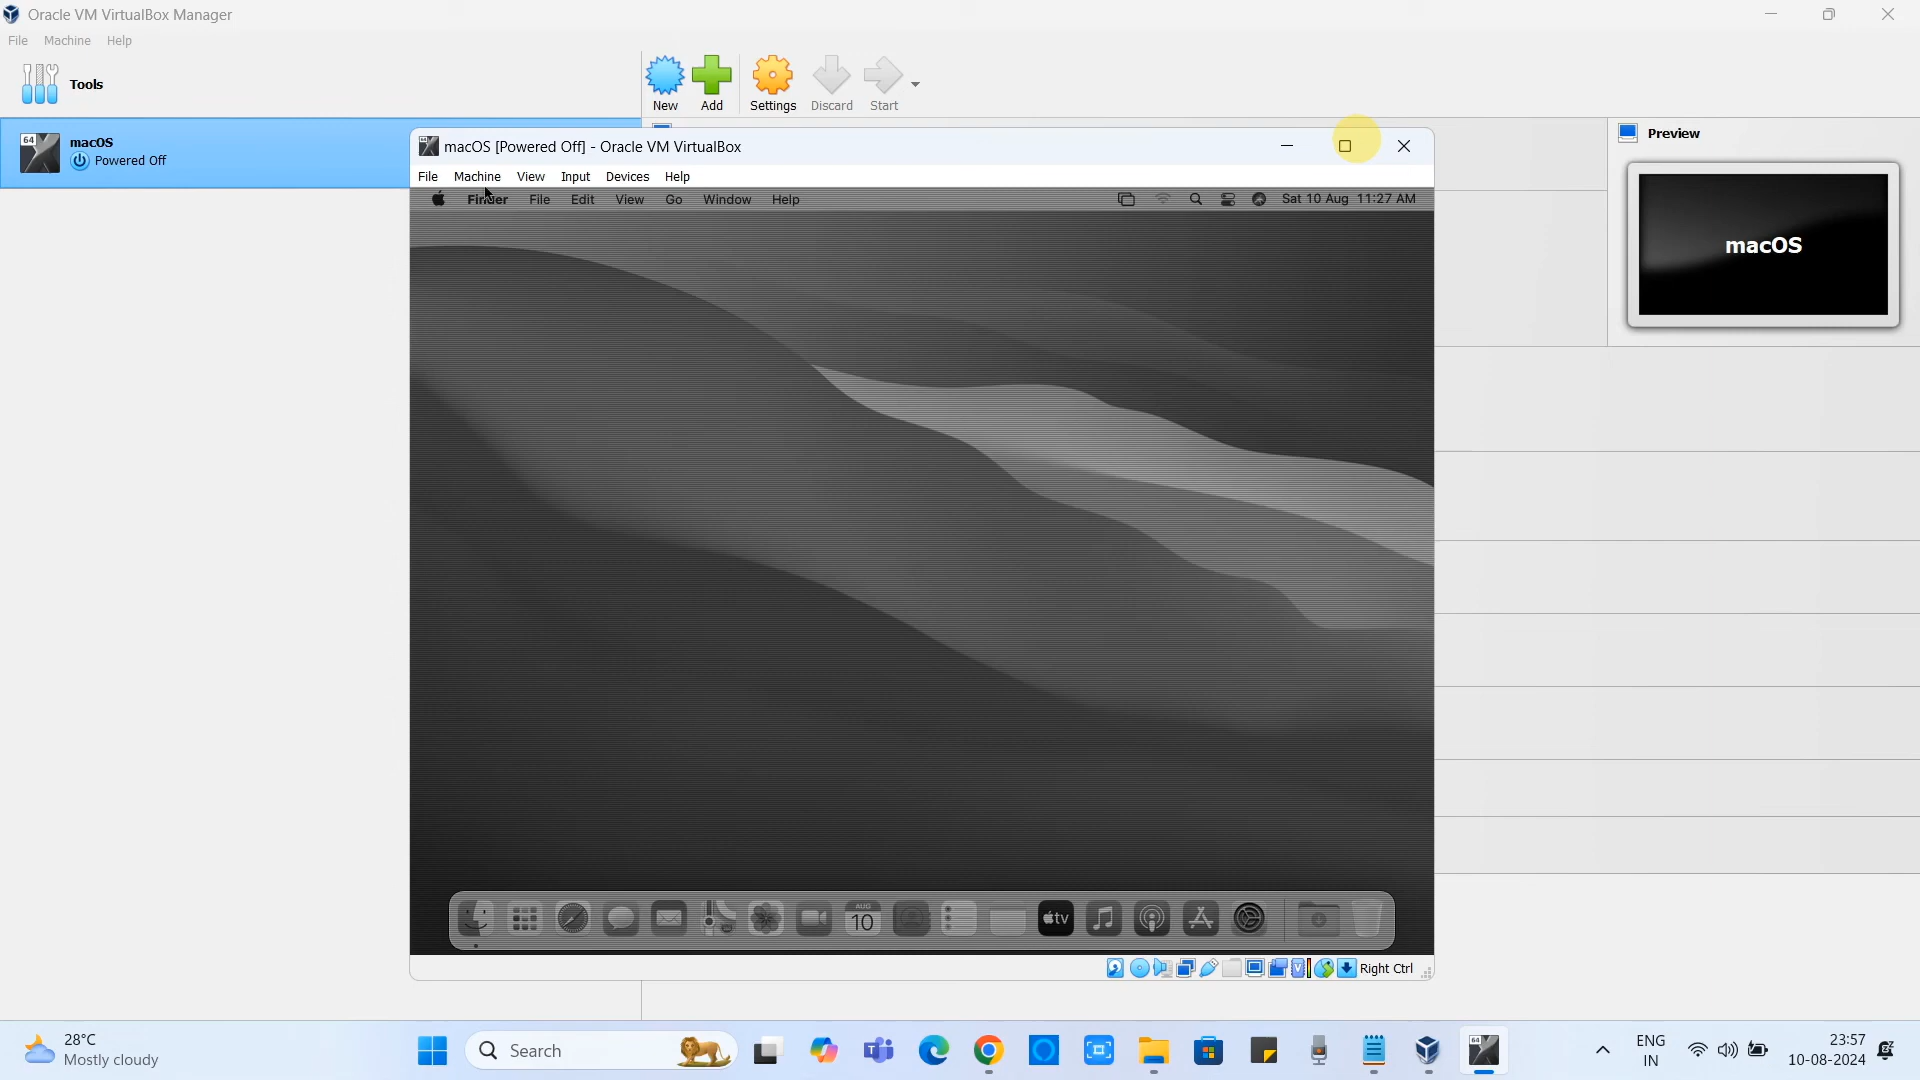 Oracle VM VirtualBox Manager
File Machine Help
Tools
New Add Settings Discard Start
64 macOS
Powered Off
Preview
macOS
macOS [Powered Off] - Oracle VM VirtualBox
File Machine View Input Devices Help
Finder File Edit View Go Window Help Sat 10 Aug 11:27 AM
AUG
10
tv
Right Ctrl
28°C
Mostly cloudy
Search
64
ENG
IN
23:57
10-08-2024